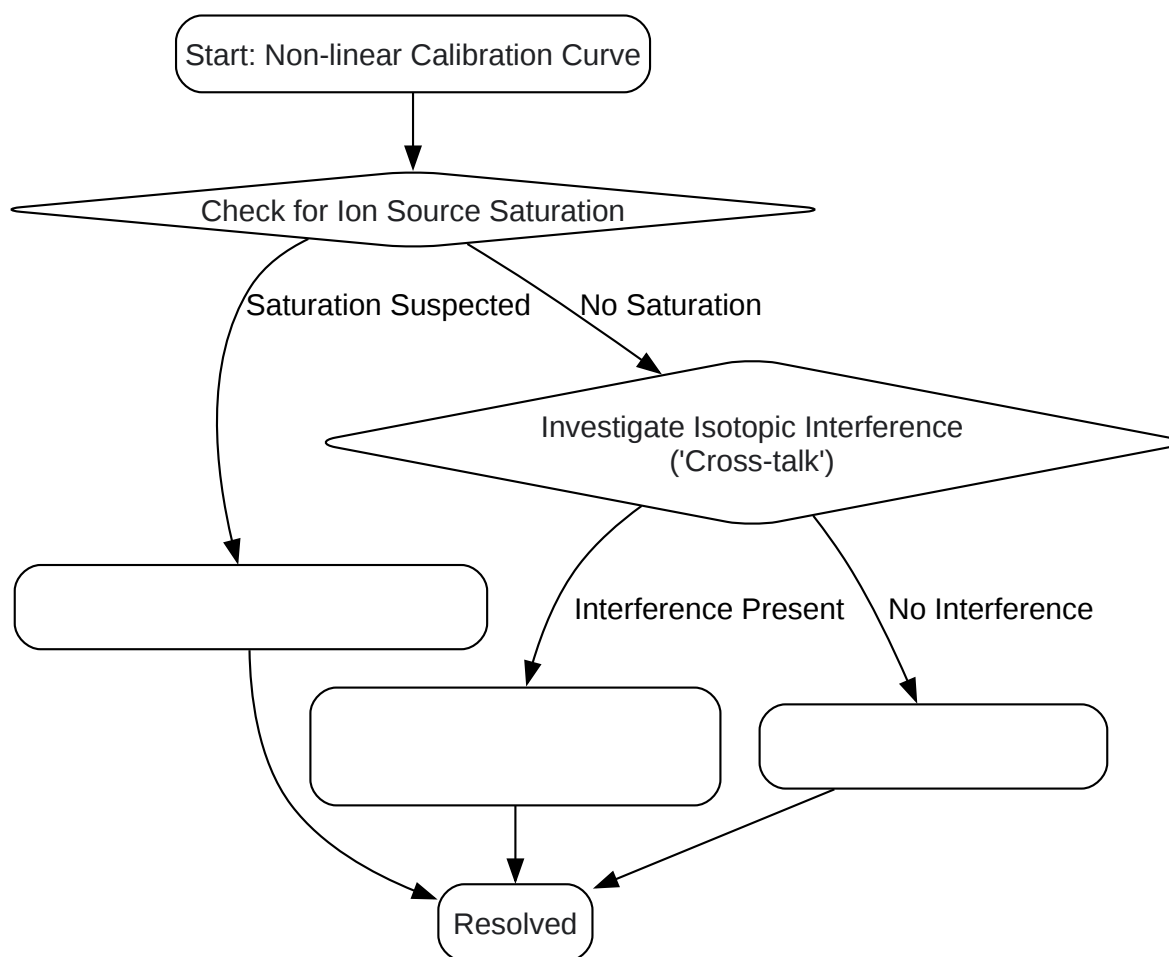 Start: Non-linear Calibration Curve
Check for Ion Source Saturation
Saturation Suspected
No Saturation
Investigate Isotopic Interference
('Cross-talk')
Interference Present
No Interference
Resolved